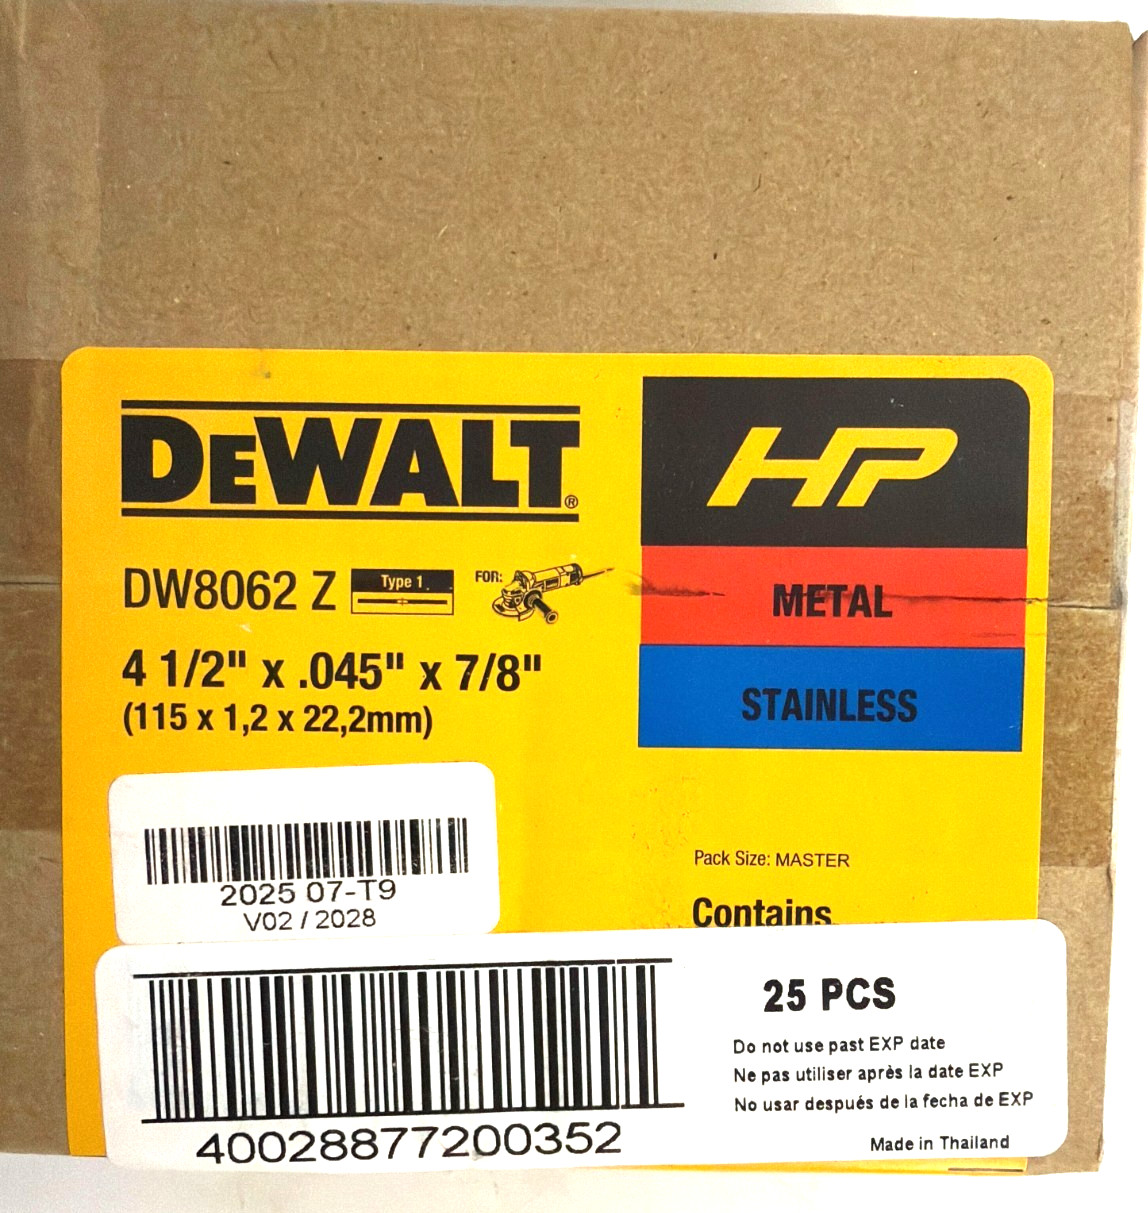 DEWALT®
HP
DW8062 Z Type 1 FOR:
METAL
4 1/2" x .045" x 7/8"
(115 x 1,2 x 22,2mm)
STAINLESS
2025 07-T9
V02 / 2028
Pack Size: MASTER
Contains
25 PCS
Do not use past EXP date
Ne pas utiliser après la date EXP
No usar después de la fecha de EXP
Made in Thailand
40028877200352